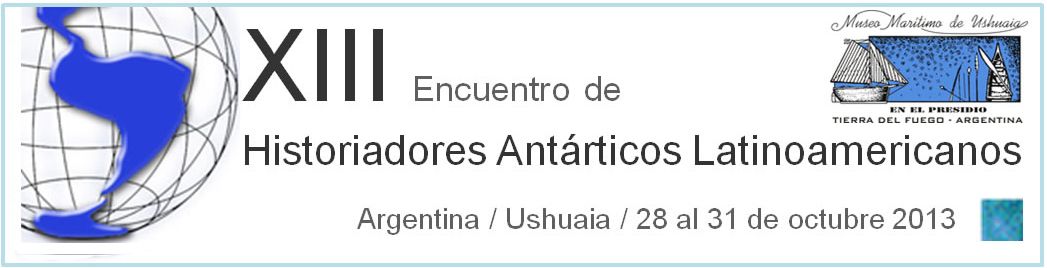 XIII Encuentro de
Historiadores Antárticos Latinoamericanos
Argentina / Ushuaia / 28 al 31 de octubre 2013
Museo Marítimo de Ushuaia
EN EL PRESIDIO
TIERRA DEL FUEGO - ARGENTINA